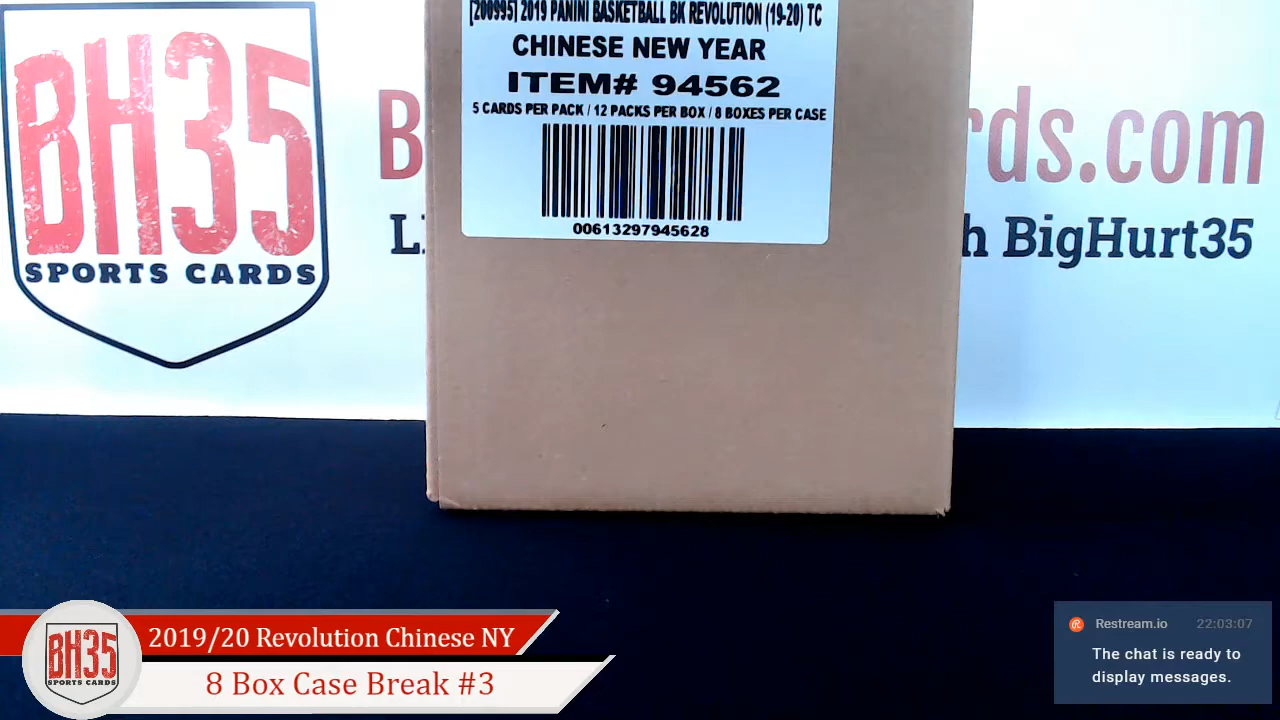 [200995] 2019 PANINI BASKETBALL BK REVOLUTION (19-20) TC
CHINESE NEW YEAR
ITEM# 94562
5 CARDS PER PACK / 12 PACKS PER BOX / 8 BOXES PER CASE
00613297945628
BH35
SPORTS CARDS
B rds.com
L h BigHurt35
2019/20 Revolution Chinese NY
8 Box Case Break #3
BH35
SPORTS CARDS
Restream.io 22:03:07
The chat is ready to
display messages.